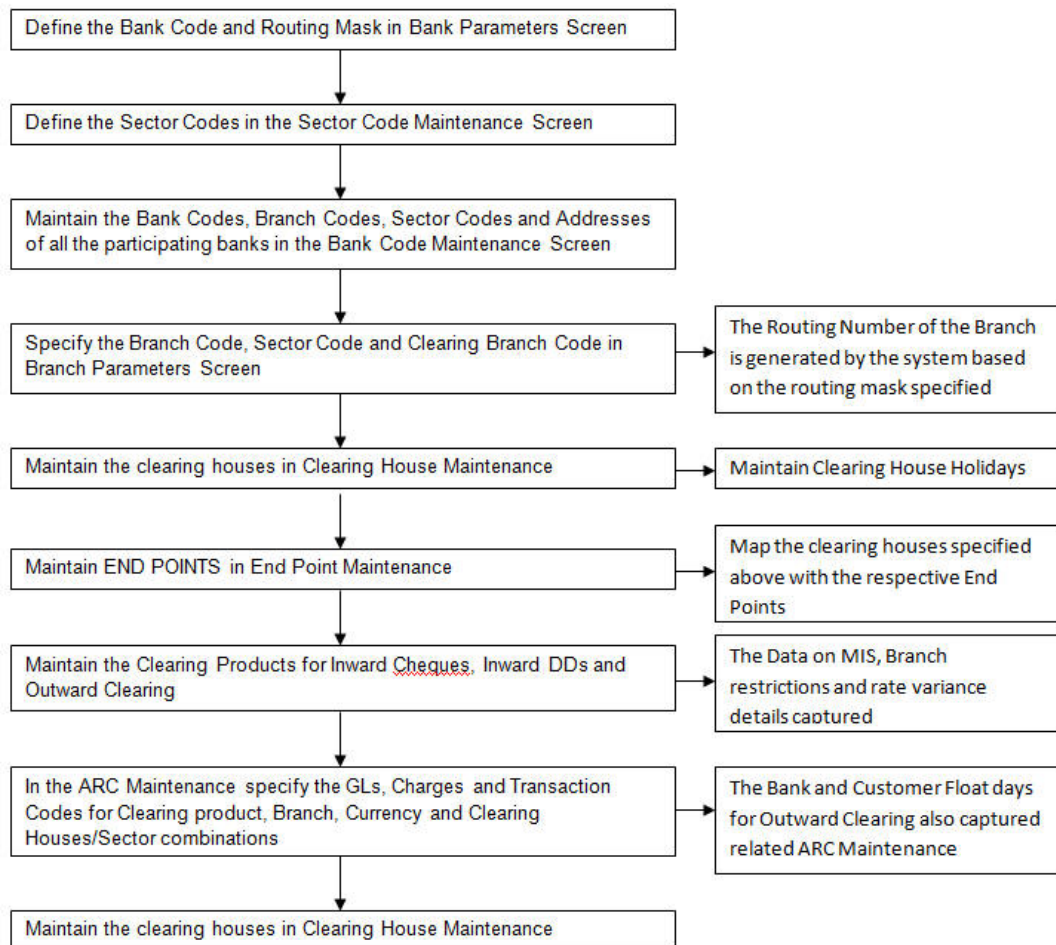 Define the Bank Code and Routing Mask in Bank Parameters Screen
Define the Sector Codes in the Sector Code Maintenance Screen
Maintain the Bank Codes, Branch Codes, Sector Codes and Addresses
of all the participating banks in the Bank Code Maintenance Screen
Specify the Branch Code, Sector Code and Clearing Branch Code in
Branch Parameters Screen
The Routing Number of the Branch
is generated by the system based
on the routing mask specified
Maintain the clearing houses in Clearing House Maintenance
Maintain Clearing House Holidays
Maintain END POINTS in End Point Maintenance
Map the clearing houses specified
above with the respective End
Points
Maintain the Clearing Products for Inward Cheques, Inward DDs and
Outward Clearing
The Data on MIS, Branch
restrictions and rate variance
details captured
In the ARC Maintenance specify the GLs, Charges and Transaction
Codes for Clearing product, Branch, Currency and Clearing
Houses/Sector combinations
The Bank and Customer Float days
for Outward Clearing also captured
related ARC Maintenance
Maintain the clearing houses in Clearing House Maintenance